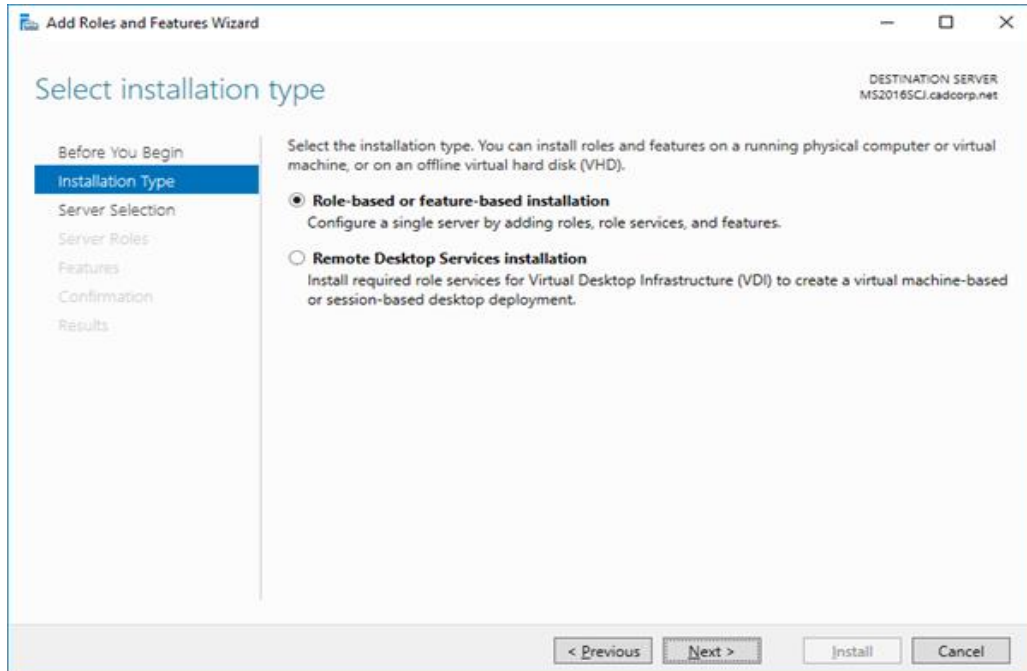 Add Roles and Features Wizard
Select installation type
DESTINATION SERVER
MS2016SCJ.cadcorp.net
Before You Begin
Installation Type
Server Selection
Server Roles
Features
Confirmation
Results
Select the installation type. You can install roles and features on a running physical computer or virtual
machine, or on an offline virtual hard disk (VHD).
Role-based or feature-based installation
Configure a single server by adding roles, role services, and features.
Remote Desktop Services installation
Install required role services for Virtual Desktop Infrastructure (VDI) to create a virtual machine-based
or session-based desktop deployment.
< Previous
Next >
Install
Cancel